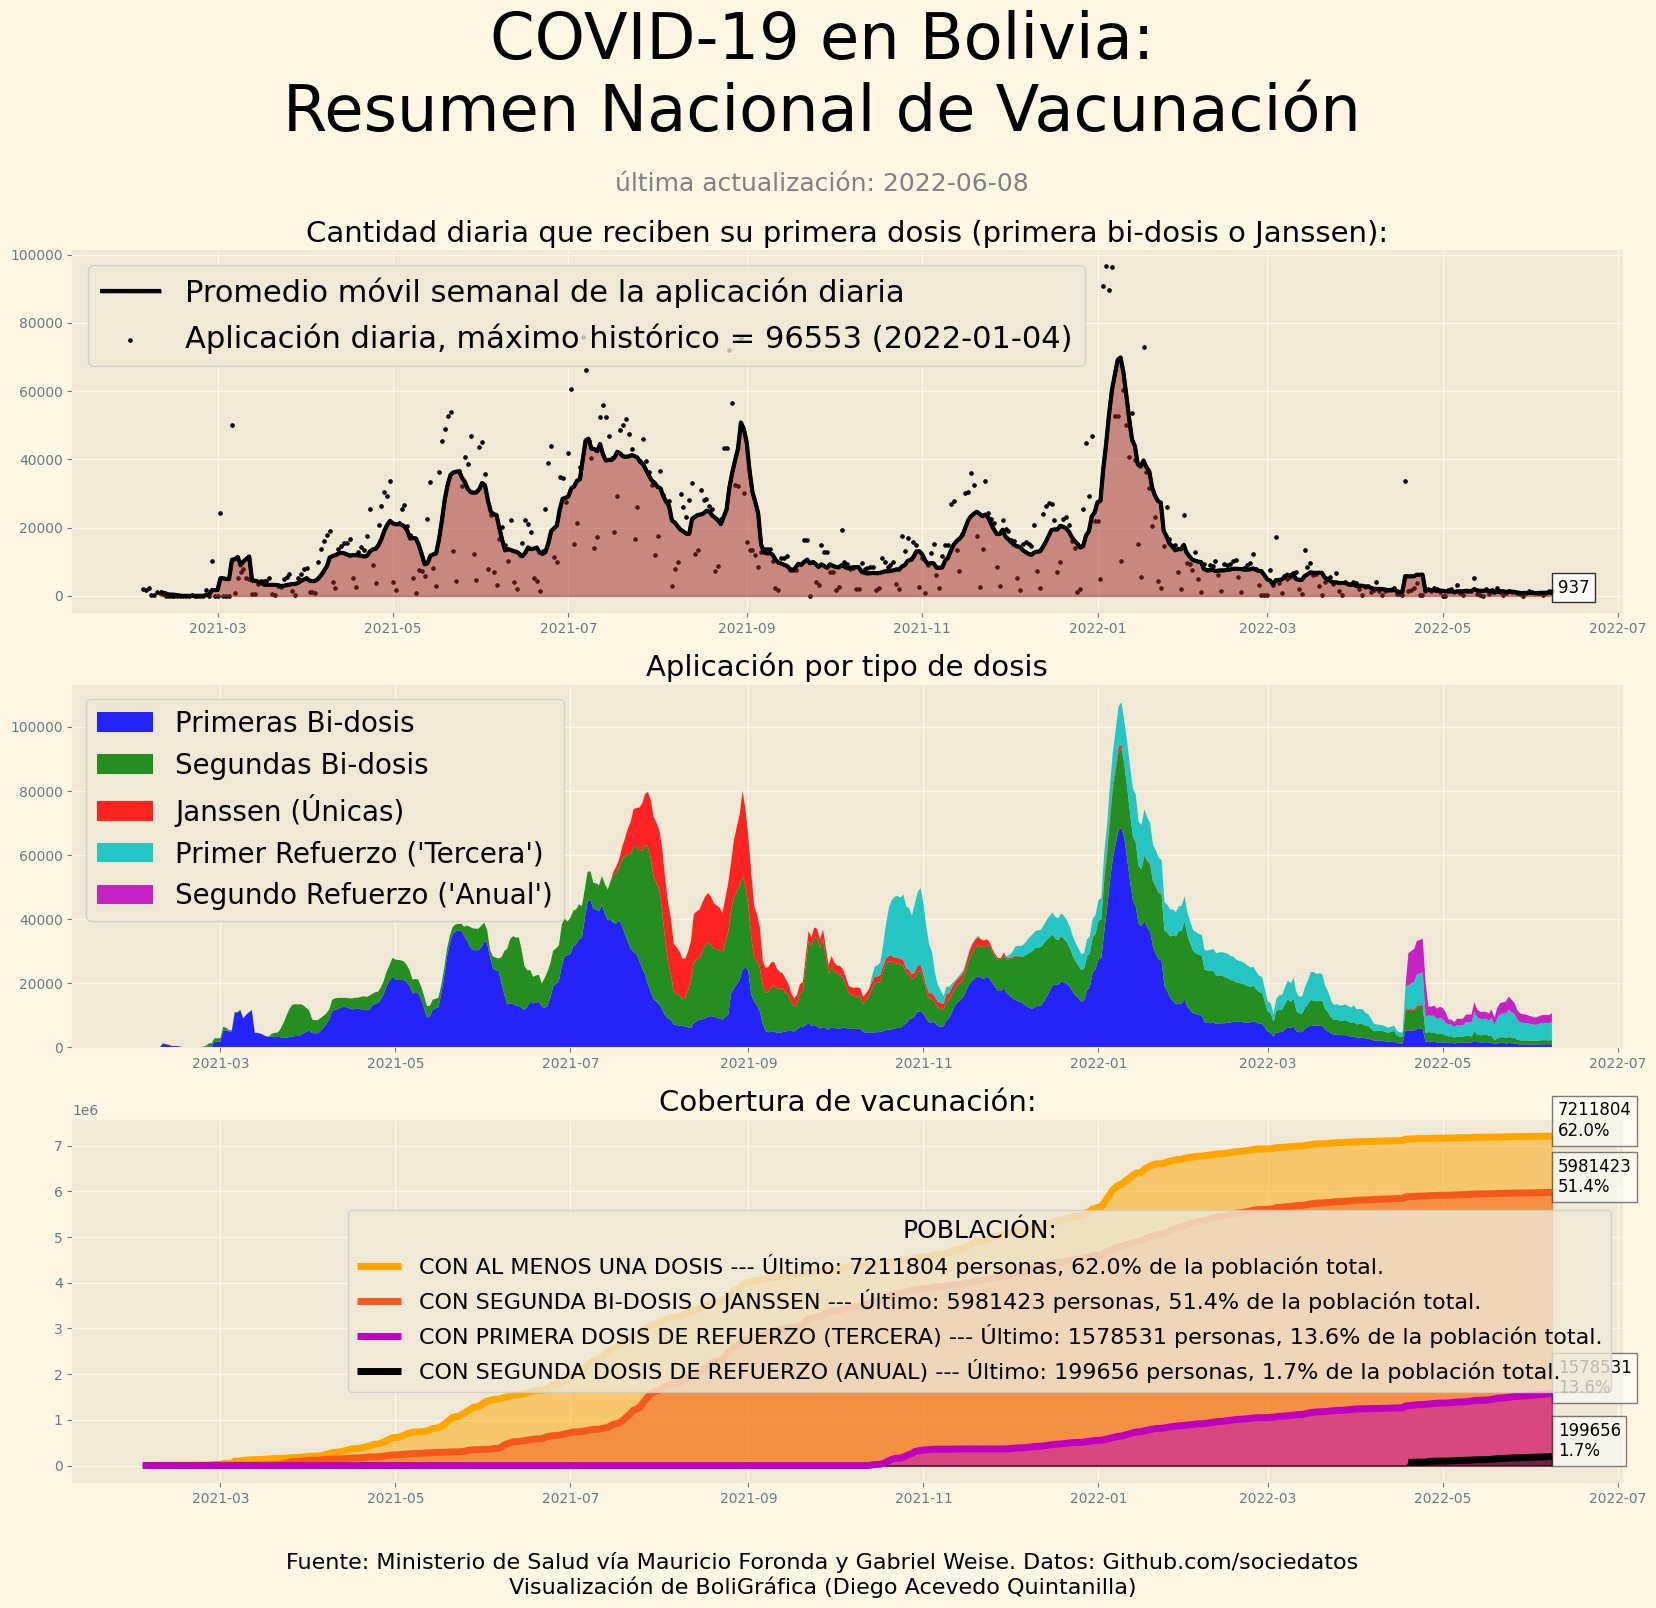 COVID-19 en Bolivia:
Resumen Nacional de Vacunación
última actualización: 2022-06-08
Cantidad diaria que reciben su primera dosis (primera bi-dosis o Janssen):
100000
80000
60000
40000
20000
0
Promedio móvil semanal de la aplicación diaria
Aplicación diaria, máximo histórico = 96553 (2022-01-04)
937
2021-03 2021-05 2021-07 2021-09 2021-11 2022-01 2022-03 2022-05 2022-07
Aplicación por tipo de dosis
100000
80000
60000
40000
20000
0
Primeras Bi-dosis
Segundas Bi-dosis
Janssen (Únicas)
Primer Refuerzo ('Tercera')
Segundo Refuerzo ('Anual')
2021-03 2021-05 2021-07 2021-09 2021-11 2022-01 2022-03 2022-05 2022-07
Cobertura de vacunación:
1e6
7
6
5
4
3
2
1
0
7211804
62.0%
5981423
51.4%
POBLACIÓN:
CON AL MENOS UNA DOSIS --- Último: 7211804 personas, 62.0% de la población total.
CON SEGUNDA BI-DOSIS O JANSSEN --- Último: 5981423 personas, 51.4% de la población total.
CON PRIMERA DOSIS DE REFUERZO (TERCERA) --- Último: 1578531 personas, 13.6% de la población total.
CON SEGUNDA DOSIS DE REFUERZO (ANUAL) --- Último: 199656 personas, 1.7% de la población total.
1578531
13.6%
199656
1.7%
2021-03 2021-05 2021-07 2021-09 2021-11 2022-01 2022-03 2022-05 2022-07
Fuente: Ministerio de Salud vía Mauricio Foronda y Gabriel Weise. Datos: Github.com/sociedatos
Visualización de BoliGráfica (Diego Acevedo Quintanilla)